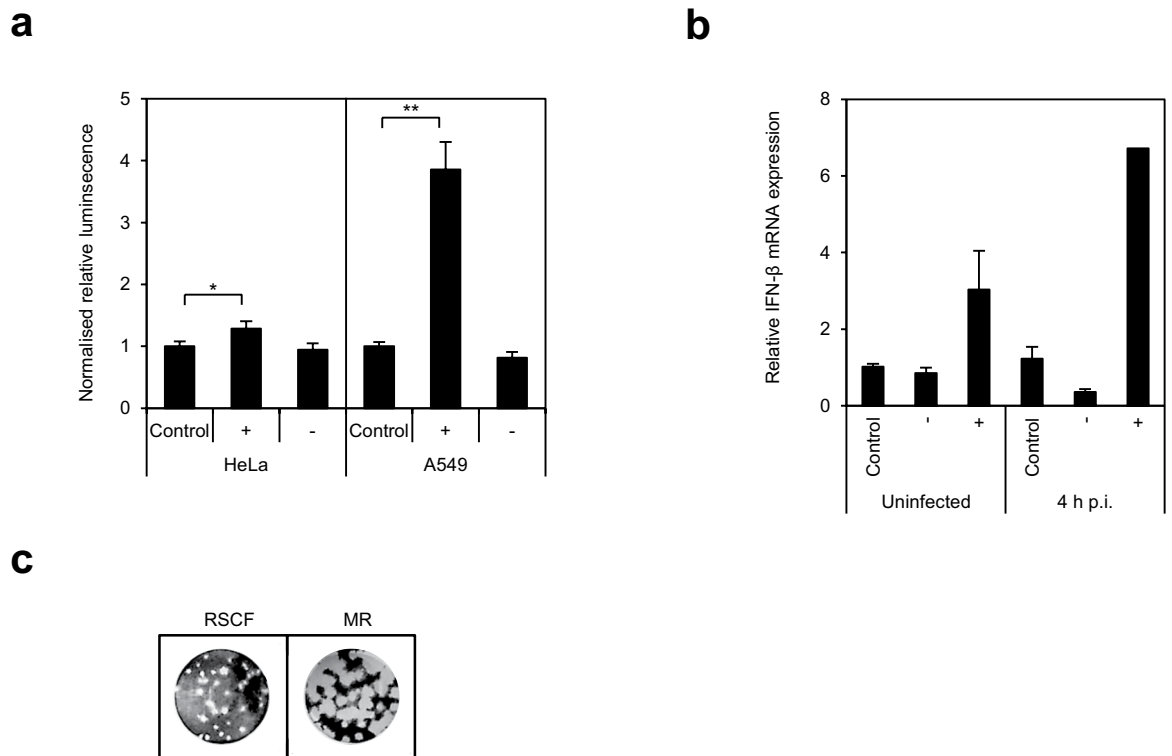 a
Normalised relative luminsecence
5
4
3
2
1
0
*
**
Control + - Control + -
HeLa A549
b
Relative IFN-β mRNA expression
8
6
4
2
0
Control - + Control - +
Uninfected 4 h p.i.
c
RSCF MR